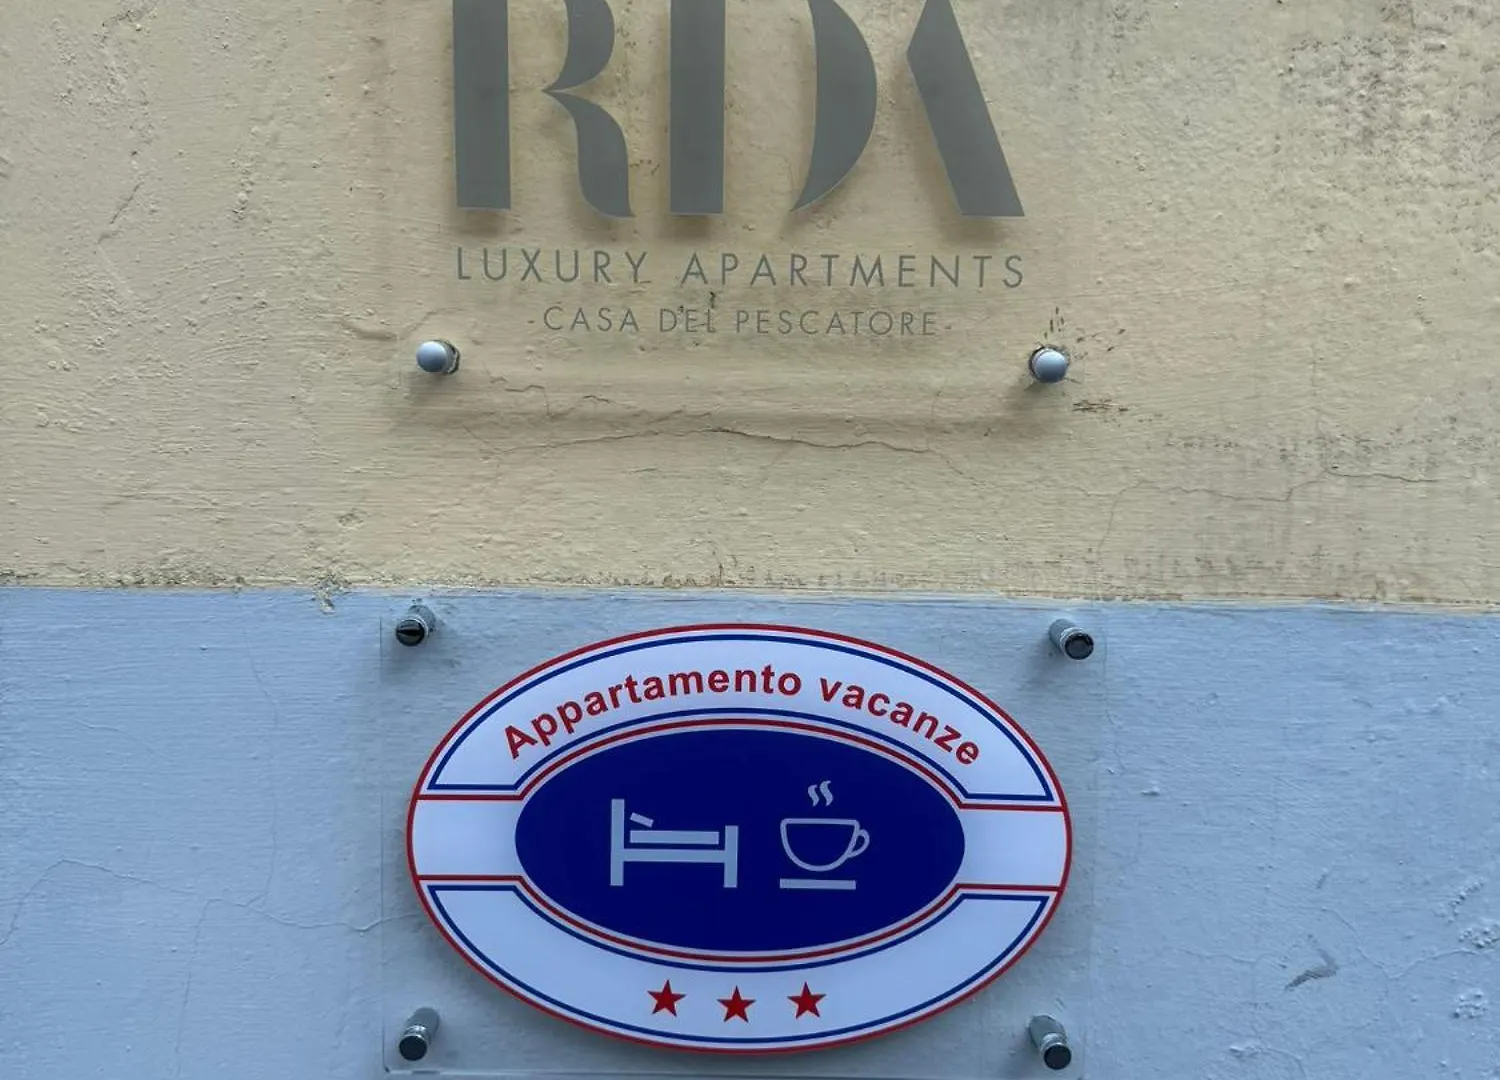 RDA
LUXURY APARTMENTS
-CASA DEL PESCATORE-
Appartamento vacanze